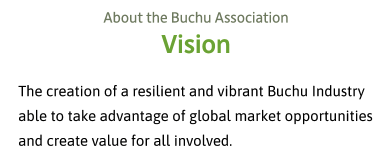 About the Buchu Association
Vision
The creation of a resilient and vibrant Buchu Industry
able to take advantage of global market opportunities
and create value for all involved.